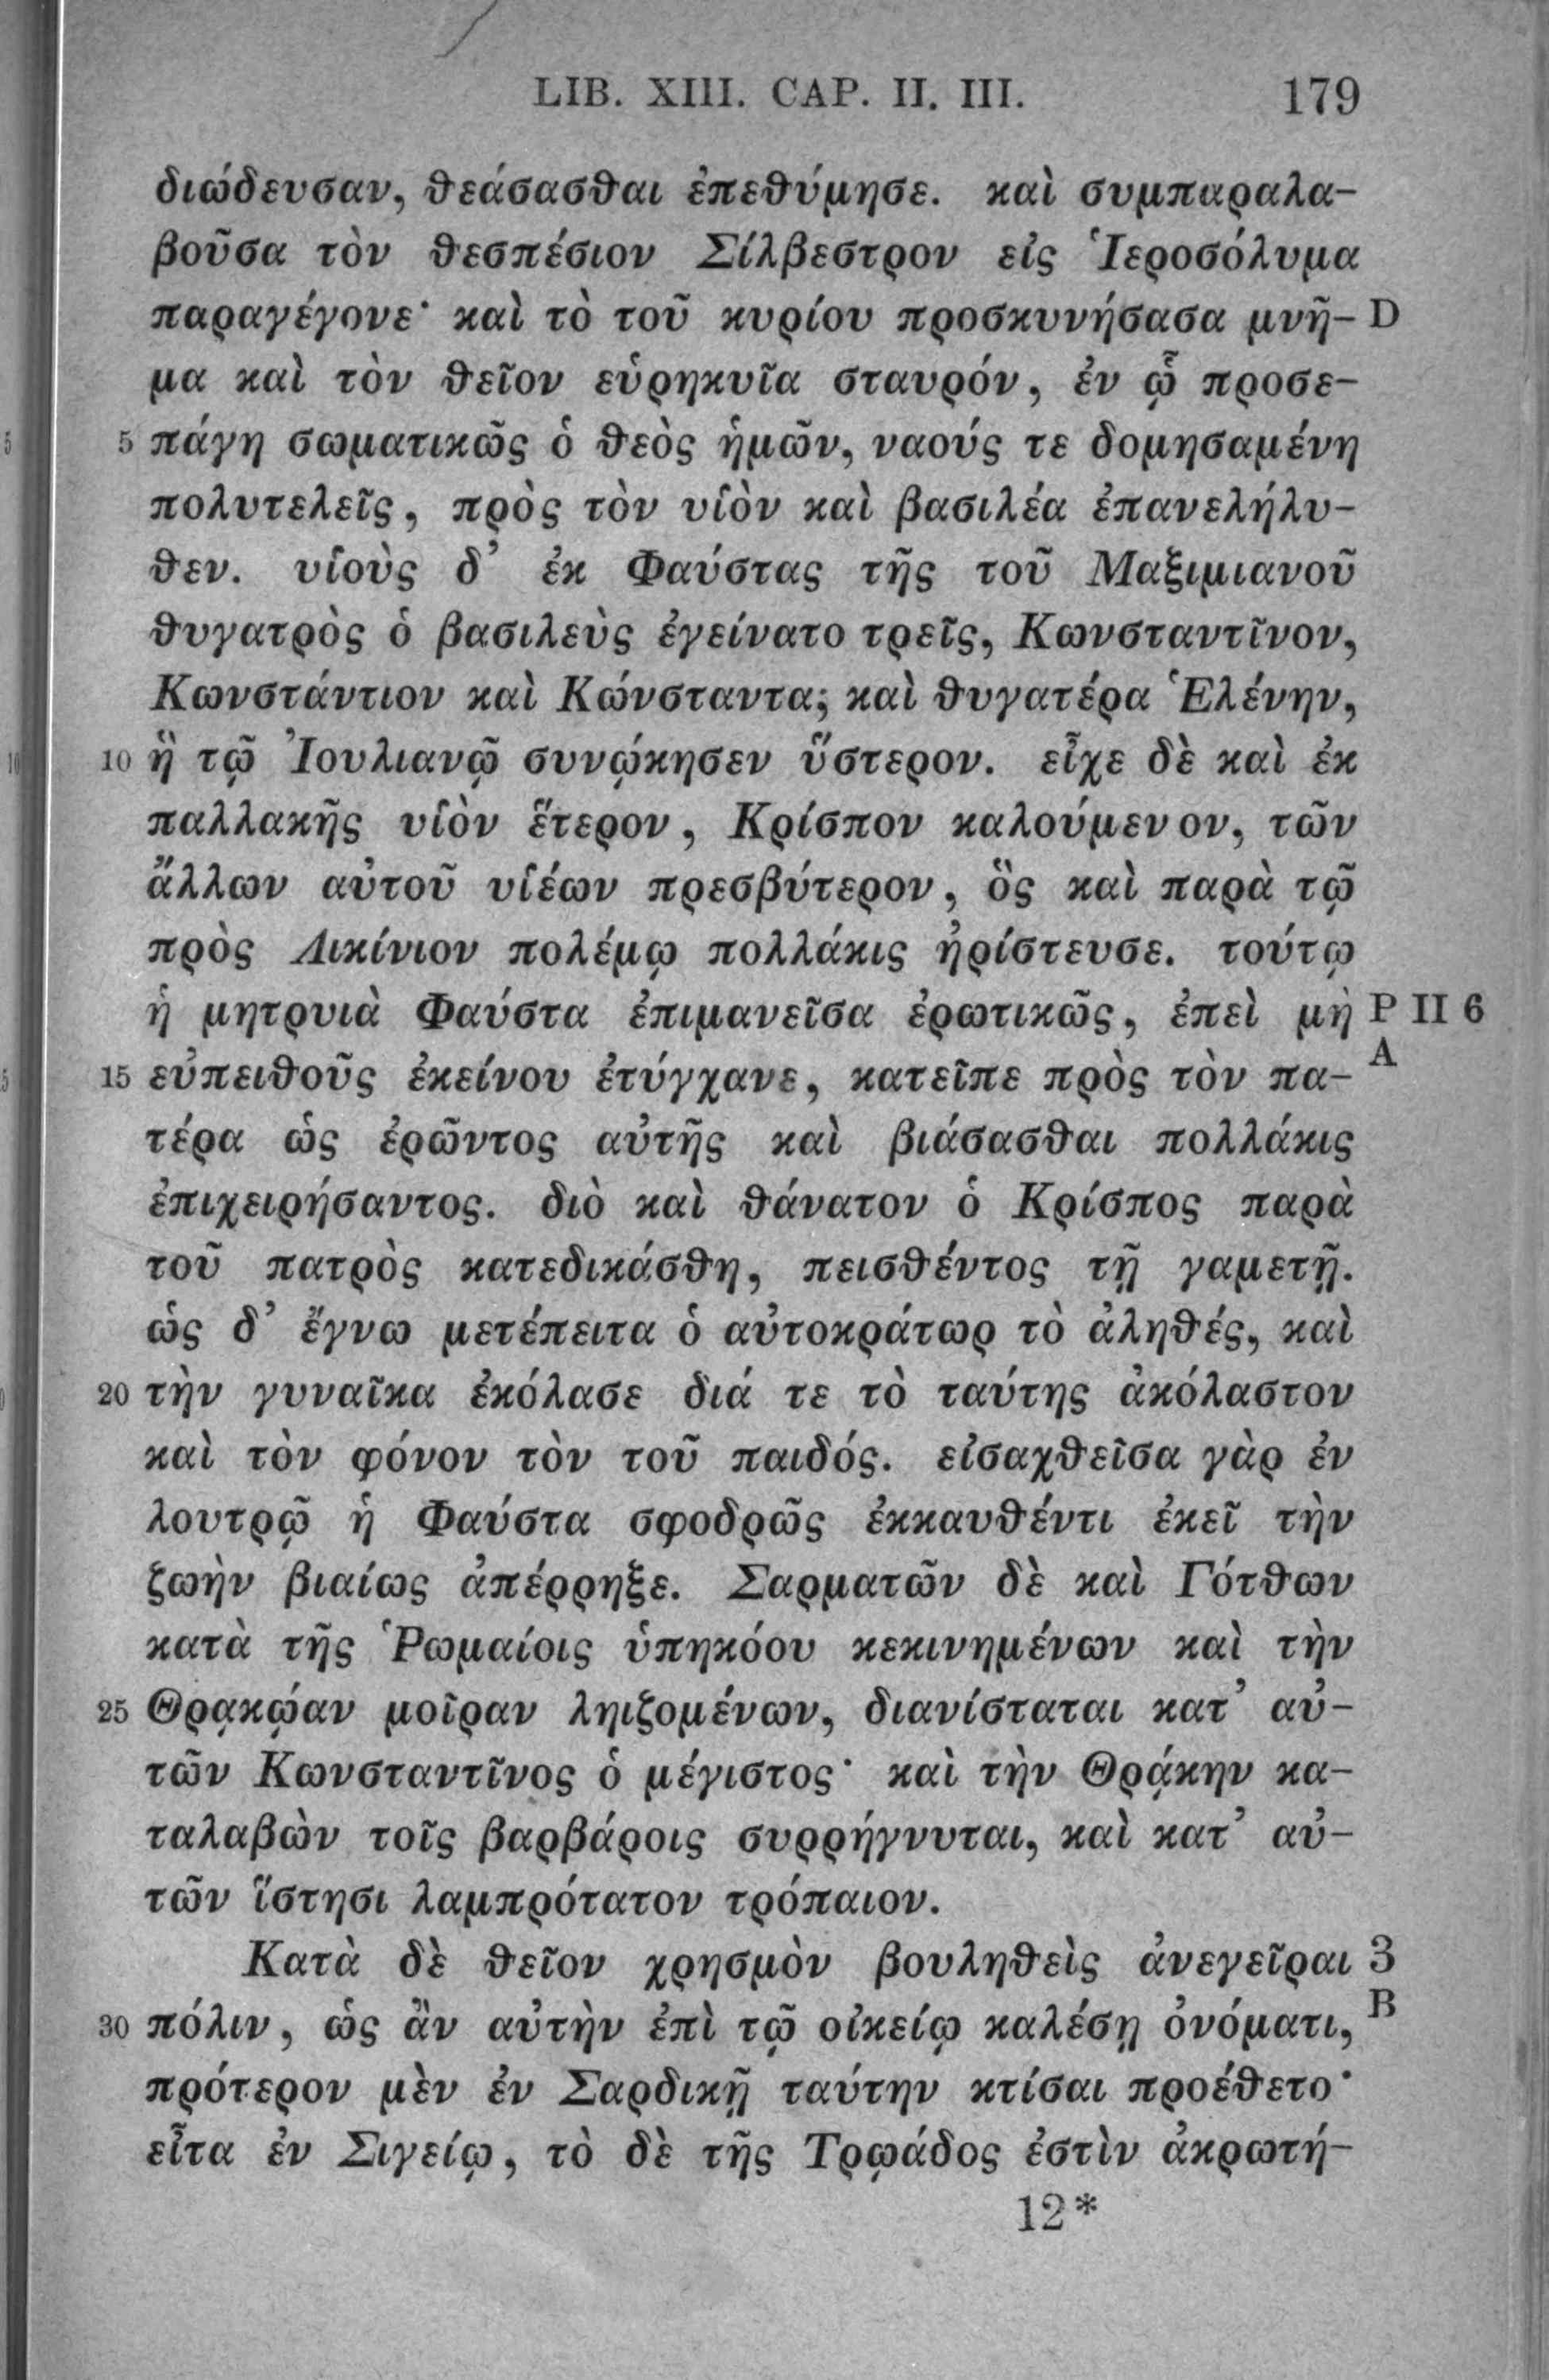 LIB. XIII. CAP. II. III. 179
διώδευσαν, θεάσασθαι ἐπεθύμησε. καὶ συμπαραλα-
βοῦσα τὸν θεσπέσιον Σίλβεστρον εἰς Ἱεροσόλυμα
παραγέγονε· καὶ τὸ τοῦ κυρίου προσκυνήσασα μνῆ- D
μα καὶ τὸν θεῖον εὑρηκυῖα σταυρόν, ἐν ᾧ προσε-
5 πάγη σωματικῶς ὁ θεὸς ἡμῶν, ναούς τε δομησαμένη
πολυτελεῖς, πρὸς τὸν υἱὸν καὶ βασιλέα ἐπανελήλυ-
θεν. υἱοὺς δ’ ἐκ Φαύστας τῆς τοῦ Μαξιμιανοῦ
θυγατρὸς ὁ βασιλεὺς ἐγείνατο τρεῖς, Κωνσταντῖνον,
Κωνστάντιον καὶ Κώνσταντα, καὶ θυγατέρα Ἑλένην,
10 ἣ τῷ Ἰουλιανῷ συνῴκησεν ὕστερον. εἶχε δὲ καὶ ἐκ
παλλακῆς υἱὸν ἕτερον, Κρίσπον καλούμενον, τῶν
ἄλλων αὐτοῦ υἱέων πρεσβύτερον, ὃς καὶ παρὰ τῷ
πρὸς Λικίνιον πολέμῳ πολλάκις ἠρίστευσε. τούτῳ
ἡ μητρυιὰ Φαύστα ἐπιμανεῖσα ἐρωτικῶς, ἐπεὶ μὴ P II 6
15 εὐπειθοῦς ἐκείνου ἐτύγχανε, κατεῖπε πρὸς τὸν πα- A
τέρα ὡς ἐρῶντος αὐτῆς καὶ βιάσασθαι πολλάκις
ἐπιχειρήσαντος. διὸ καὶ θάνατον ὁ Κρίσπος παρὰ
τοῦ πατρὸς κατεδικάσθη, πεισθέντος τῇ γαμετῇ.
ὡς δ’ ἔγνω μετέπειτα ὁ αὐτοκράτωρ τὸ ἀληθές, καὶ
20 τὴν γυναῖκα ἐκόλασε διά τε τὸ ταύτης ἀκόλαστον
καὶ τὸν φόνον τὸν τοῦ παιδός. εἰσαχθεῖσα γὰρ ἐν
λουτρῷ ἡ Φαύστα σφοδρῶς ἐκκαυθέντι ἐκεῖ τὴν
ζωὴν βιαίως ἀπέρρηξε. Σαρματῶν δὲ καὶ Γότθων
κατὰ τῆς Ῥωμαίοις ὑπηκόου κεκινημένων καὶ τὴν
25 Θρᾳκῴαν μοῖραν ληιζομένων, διανίσταται κατ’ αὐ-
τῶν Κωνσταντῖνος ὁ μέγιστος· καὶ τὴν Θρᾴκην κα-
ταλαβὼν τοῖς βαρβάροις συρρήγνυται, καὶ κατ’ αὐ-
τῶν ἵστησι λαμπρότατον τρόπαιον.
Κατὰ δὲ θεῖον χρησμὸν βουληθεὶς ἀνεγεῖραι 3
30 πόλιν, ὡς ἂν αὐτὴν ἐπὶ τῷ οἰκείῳ καλέσῃ ὀνόματι, B
πρότερον μὲν ἐν Σαρδικῇ ταύτην κτίσαι προέθετο·
εἶτα ἐν Σιγείῳ, τὸ δὲ τῆς Τρῳάδος ἐστὶν ἀκρωτή-
12*